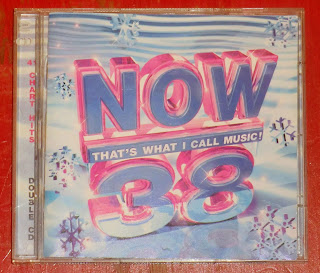 NOW
THAT'S WHAT I CALL MUSIC!
38
CHART HITS
DOUBLE CD